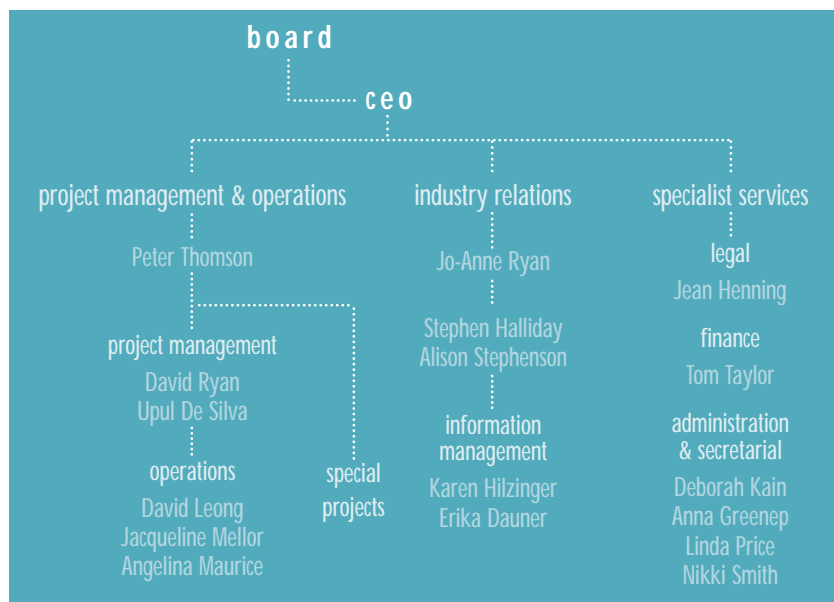 board
ceo
project management & operations
Peter Thomson
project management
David Ryan
Upul De Silva
operations
David Leong
Jacqueline Mellor
Angelina Maurice
special
projects
industry relations
Jo-Anne Ryan
Stephen Halliday
Alison Stephenson
information
management
Karen Hilzinger
Erika Dauner
specialist services
legal
Jean Henning
finance
Tom Taylor
administration
& secretarial
Deborah Kain
Anna Greenep
Linda Price
Nikki Smith